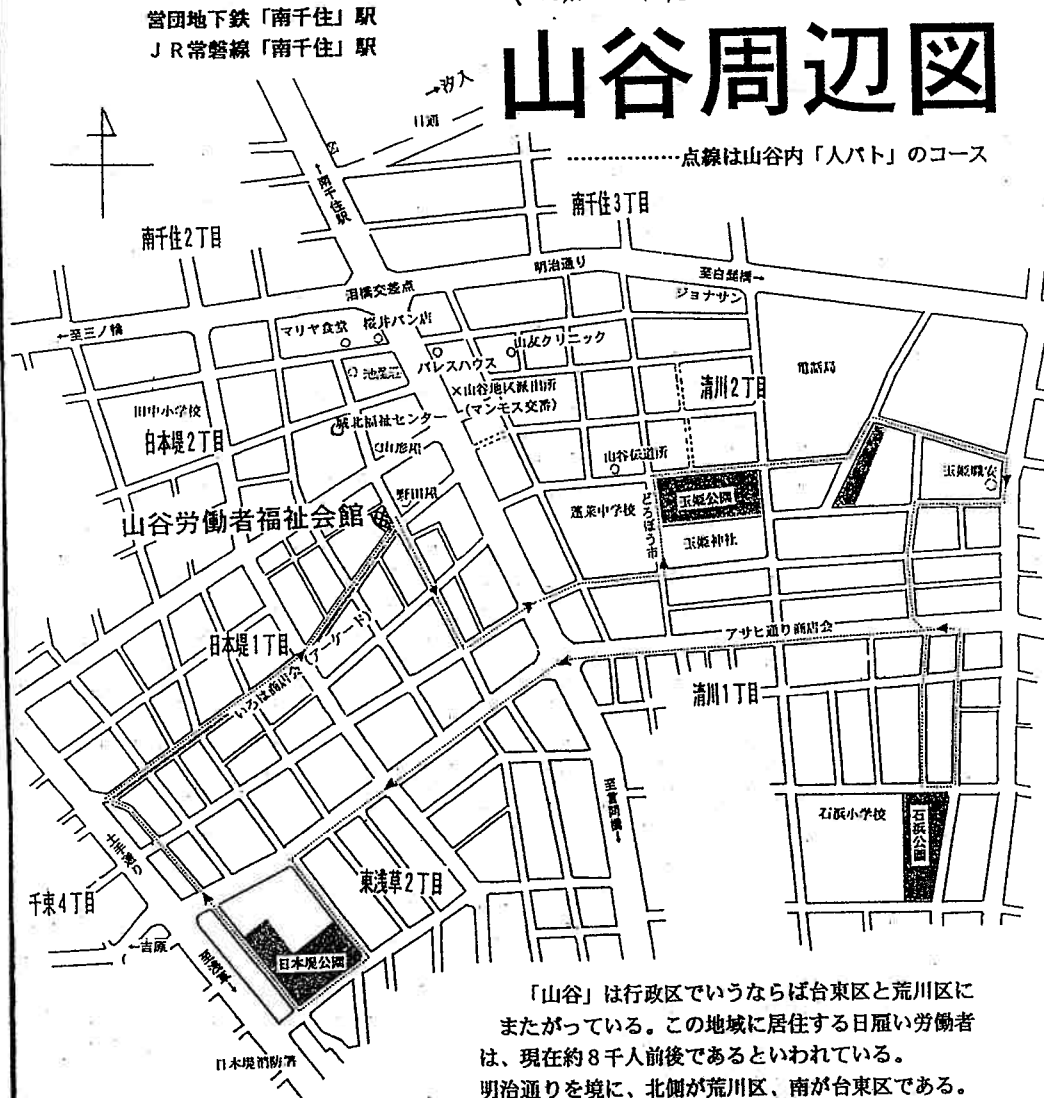 営団地下鉄「南千住」駅
JR常磐線「南千住」駅
山谷周辺図
→汐入
日通
……………点線は山谷内「人パト」のコース
←南千住駅
南千住3丁目
南千住2丁目
明治通り
至白鬚橋→
泪橋交差点
ジョナサン
←至三ノ輪
マリヤ食堂
桜井パン店
山友クリニック
パレスハウス
電話局
×山谷地区派出所
(マンモス交番)
清川2丁目
田中小学校
城北福祉センター
日本堤2丁目
山谷伝道所
玉姫職安
野田屋
玉姫公園
蓬莱中学校
どろぼう市
山谷労働者福祉会館
玉姫神社
アサヒ通り商店会
日本堤1丁目
いろは商店会(アーケード)
清川1丁目
石浜小学校
石浜公園
土手通り
東浅草2丁目
千束4丁目
←吉原
日本堤公園
日本堤消防署
「山谷」は行政区でいうならば台東区と荒川区に
またがっている。この地域に居住する日雇い労働者
は、現在約8千人前後であるといわれている。
明治通りを境に、北側が荒川区、南が台東区である。